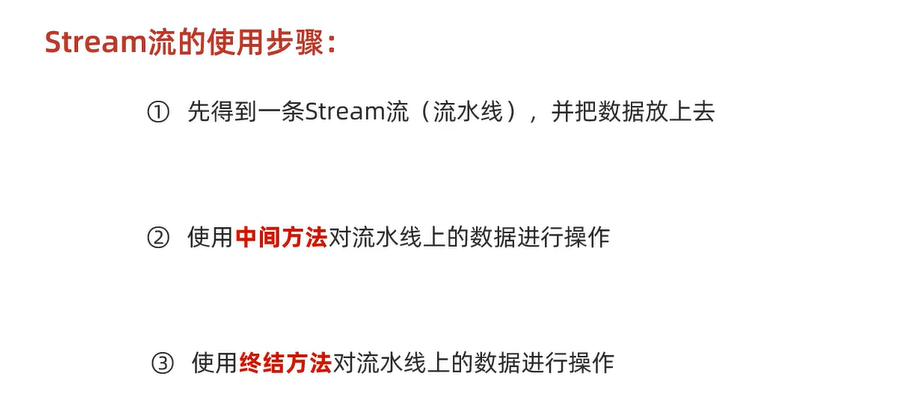 Stream流的使用步骤：
① 先得到一条Stream流（流水线），并把数据放上去
② 使用中间方法对流水线上的数据进行操作
③ 使用终结方法对流水线上的数据进行操作